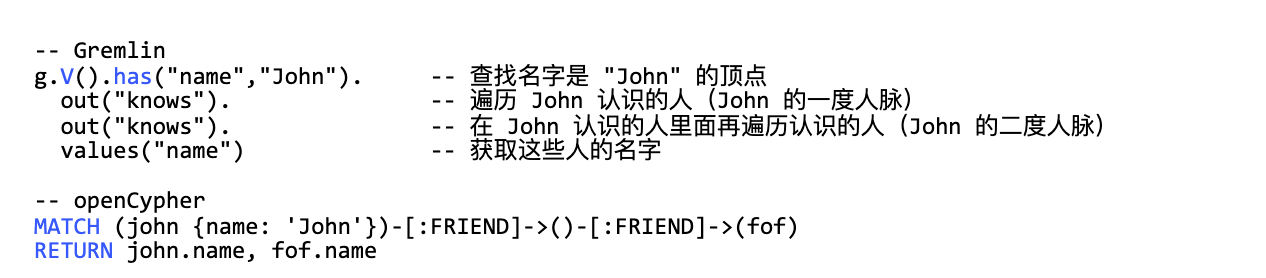 -- Gremlin
g.V().has("name","John").     -- 查找名字是 "John" 的顶点
  out("knows").               -- 遍历 John 认识的人（John 的一度人脉）
  out("knows").               -- 在 John 认识的人里面再遍历认识的人（John 的二度人脉）
  values("name")              -- 获取这些人的名字
-- openCypher
MATCH (john {name: 'John'})-[:FRIEND]->()-[:FRIEND]->(fof)
RETURN john.name, fof.name